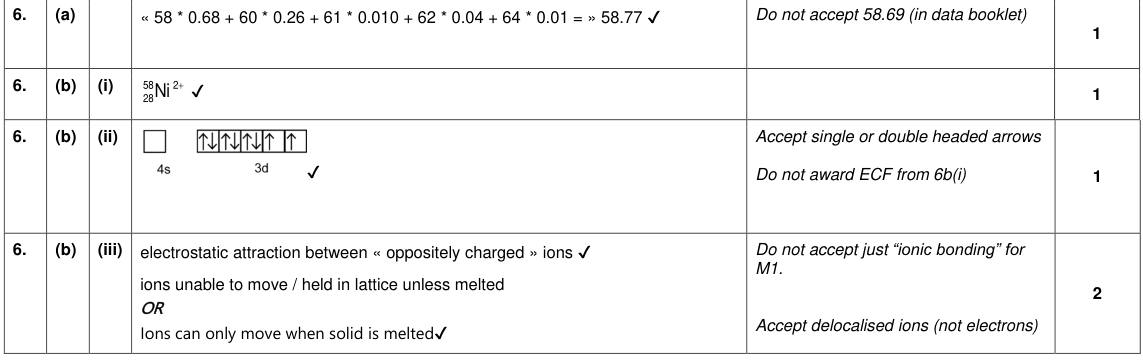 6. (a) « 58 * 0.68 + 60 * 0.26 + 61 * 0.010 + 62 * 0.04 + 64 * 0.01 = » 58.77 ✓ Do not accept 58.69 (in data booklet) 1
6. (b) (i) ⁵⁸₂₈Ni ²⁺ ✓ 1
6. (b) (ii) ↑↓ ↑↓ ↑↓ ↑ ↑ Accept single or double headed arrows
4s 3d ✓ Do not award ECF from 6b(i) 1
6. (b) (iii) electrostatic attraction between « oppositely charged » ions ✓ Do not accept just “ionic bonding” for
M1.
ions unable to move / held in lattice unless melted 2
OR
Ions can only move when solid is melted✓ Accept delocalised ions (not electrons)